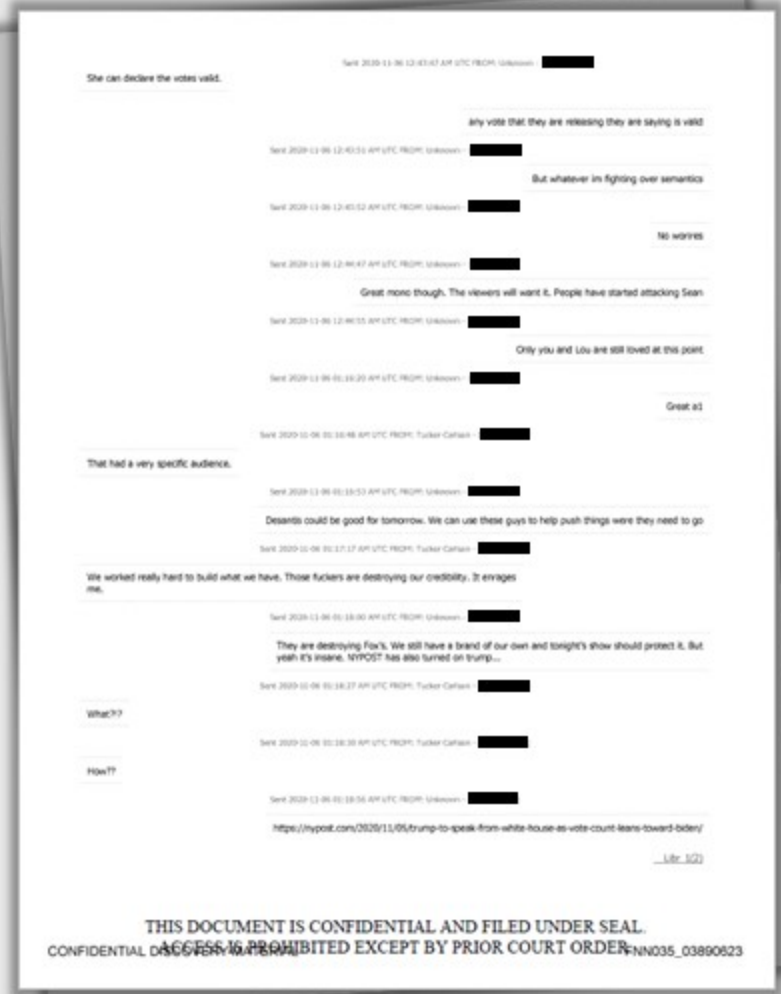 Sent 2020-11-06 12:43:47 AM UTC FROM: Unknown -
She can declare the votes valid.
any vote that they are releasing they are saying is valid
Sent 2020-11-06 12:43:51 AM UTC FROM: Unknown -
But whatever im fighting over semantics
Sent 2020-11-06 12:43:52 AM UTC FROM: Unknown -
No worires
Sent 2020-11-06 12:44:47 AM UTC FROM: Unknown -
Great mono though. The viewers will want it. People have started attacking Sean
Sent 2020-11-06 12:44:55 AM UTC FROM: Unknown -
Only you and Lou are still loved at this point
Sent 2020-11-06 01:16:20 AM UTC FROM: Unknown -
Great a1
Sent 2020-11-06 01:16:48 AM UTC FROM: Tucker Carlson -
That had a very specific audience.
Sent 2020-11-06 01:16:53 AM UTC FROM: Unknown -
Desantis could be good for tomorrow. We can use these guys to help push things were they need to go
Sent 2020-11-06 01:17:17 AM UTC FROM: Tucker Carlson -
We worked really hard to build what we have. Those fuckers are destroying our credibility. It enrages
me.
Sent 2020-11-06 01:18:00 AM UTC FROM: Unknown -
They are destroying Fox's. We still have a brand of our own and tonight's show should protect it. But
yeah it's insane. NYPOST has also turned on trump...
Sent 2020-11-06 01:18:27 AM UTC FROM: Tucker Carlson -
What?!?
Sent 2020-11-06 01:18:30 AM UTC FROM: Tucker Carlson -
How??
Sent 2020-11-06 01:18:56 AM UTC FROM: Unknown -
https://nypost.com/2020/11/05/trump-to-speak-from-white-house-as-vote-count-leans-toward-biden/
THIS DOCUMENT IS CONFIDENTIAL AND FILED UNDER SEAL.
ACCESS IS PROHIBITED EXCEPT BY PRIOR COURT ORDER.
CONFIDENTIAL DISCOVERY MATERIAL
FNN035_03890623